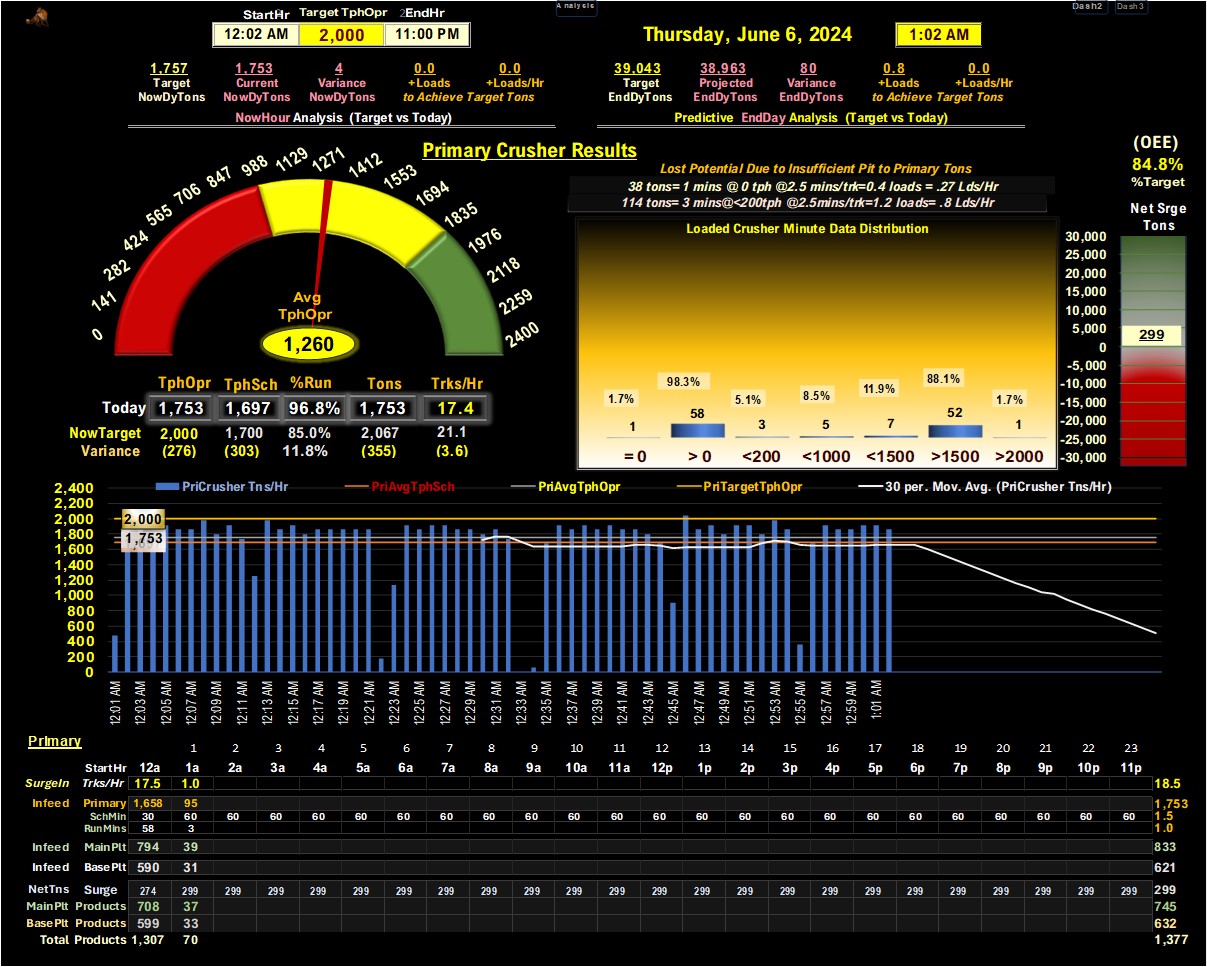 Analysis
Dash2 Dash3
StartHr Target TphOpr 2EndHr
12:02 AM 2,000 11:00 PM
Thursday, June 6, 2024 1:02 AM
1,757 1,753 4 0.0 0.0
Target Current Variance +Loads +Loads/Hr
NowDyTons NowDyTons NowDyTons to Achieve Target Tons
NowHour Analysis (Target vs Today)
39,043 38,963 80 0.8 0.0
Target Projected Variance +Loads +Loads/Hr
EndDyTons EndDyTons EndDyTons to Achieve Target Tons
Predictive EndDay Analysis (Target vs Today)
Primary Crusher Results
0 141 282 424 565 706 847 988 1129 1271 1412 1553 1694 1835 1976 2118 2259 2400
Avg
TphOpr
1,260
TphOpr TphSch %Run Tons Trks/Hr
Today 1,753 1,697 96.8% 1,753 17.4
NowTarget 2,000 1,700 85.0% 2,067 21.1
Variance (276) (303) 11.8% (355) (3.6)
Lost Potential Due to Insufficient Pit to Primary Tons
38 tons= 1 mins @ 0 tph @2.5 mins/trk=0.4 loads = .27 Lds/Hr
114 tons= 3 mins@<200tph @2.5mins/trk=1.2 loads= .8 Lds/Hr
Loaded Crusher Minute Data Distribution
1.7% 98.3% 5.1% 8.5% 11.9% 88.1% 1.7%
1 58 3 5 7 52 1
= 0 > 0 <200 <1000 <1500 >1500 >2000
(OEE)
84.8%
%Target
Net Srge
Tons
30,000
25,000
20,000
15,000
10,000
5,000
299
0
-5,000
-10,000
-15,000
-20,000
-25,000
-30,000
PriCrusher Tns/Hr PriAvgTphSch PriAvgTphOpr PriTargetTphOpr 30 per. Mov. Avg. (PriCrusher Tns/Hr)
2,400
2,200
2,000
1,800
1,600
1,400
1,200
1,000
800
600
400
200
0
2,000
1,753
12:01 AM 12:03 AM 12:05 AM 12:07 AM 12:09 AM 12:11 AM 12:13 AM 12:15 AM 12:17 AM 12:19 AM 12:21 AM 12:23 AM 12:25 AM 12:27 AM 12:29 AM 12:31 AM 12:33 AM 12:35 AM 12:37 AM 12:39 AM 12:41 AM 12:43 AM 12:45 AM 12:47 AM 12:49 AM 12:51 AM 12:53 AM 12:55 AM 12:57 AM 12:59 AM 1:01 AM
Primary
1 2 3 4 5 6 7 8 9 10 11 12 13 14 15 16 17 18 19 20 21 22 23
StartHr 12a 1a 2a 3a 4a 5a 6a 7a 8a 9a 10a 11a 12p 1p 2p 3p 4p 5p 6p 7p 8p 9p 10p 11p
SurgeIn Trks/Hr 17.5 1.0 18.5
Infeed Primary 1,658 95 1,753
SchMin 30 60 60 60 60 60 60 60 60 60 60 60 60 60 60 60 60 60 60 60 60 60 60 60 1.5
RunMins 58 3 1.0
Infeed MainPlt 794 39 833
Infeed BasePlt 590 31 621
NetTns Surge 274 299 299 299 299 299 299 299 299 299 299 299 299 299 299 299 299 299 299 299 299 299 299 299 299
MainPlt Products 708 37 745
BasePlt Products 599 33 632
Total Products 1,307 70 1,377